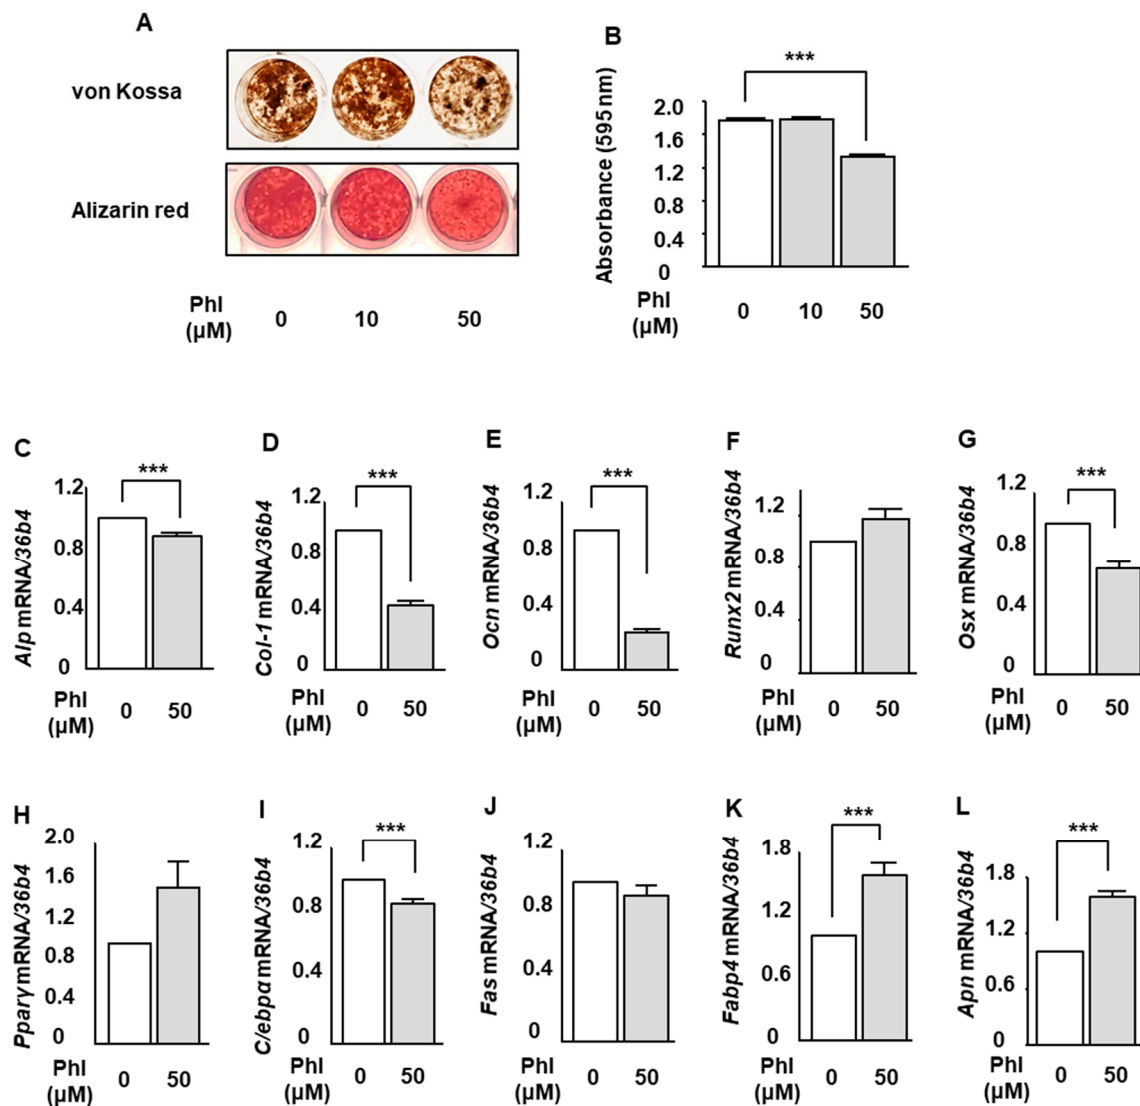 A
von Kossa
Alizarin red
Phl
(µM)
0 10 50
B
***
Absorbance (595 nm)
2.0
1.6
1.2
0.8
0.4
0
Phl
(µM)
0 10 50
C
***
Alp mRNA/36b4
1.2
0.8
0.4
0
Phl
(µM)
0 50
D
***
Col-1 mRNA/36b4
1.2
0.8
0.4
0
Phl
(µM)
0 50
E
***
Ocn mRNA/36b4
1.2
0.8
0.4
0
Phl
(µM)
0 50
F
Runx2 mRNA/36b4
1.2
0.8
0.4
0
Phl
(µM)
0 50
G
***
Osx mRNA/36b4
1.2
0.8
0.4
0
Phl
(µM)
0 50
H
Pparγ mRNA/36b4
2.0
1.6
1.2
0.8
0.4
0
Phl
(µM)
0 50
I
***
C/ebpα mRNA/36b4
1.2
0.8
0.4
0
Phl
(µM)
0 50
J
Fas mRNA/36b4
1.2
0.8
0.4
0
Phl
(µM)
0 50
K
***
Fabp4 mRNA/36b4
1.8
1.2
0.6
0
Phl
(µM)
0 50
L
***
Apn mRNA/36b4
1.8
1.2
0.6
0
Phl
(µM)
0 50